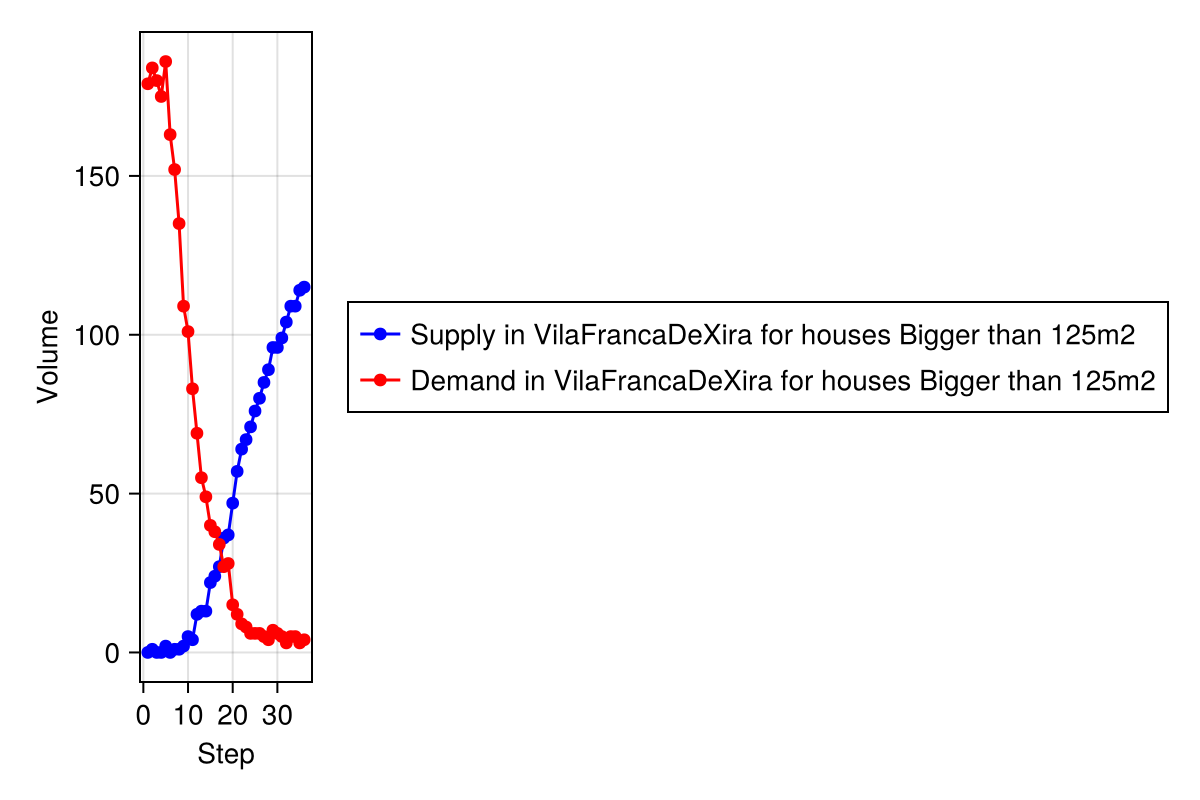 Volume
150
100
50
0
0 10 20 30
Step
Supply in VilaFrancaDeXira for houses Bigger than 125m2
Demand in VilaFrancaDeXira for houses Bigger than 125m2